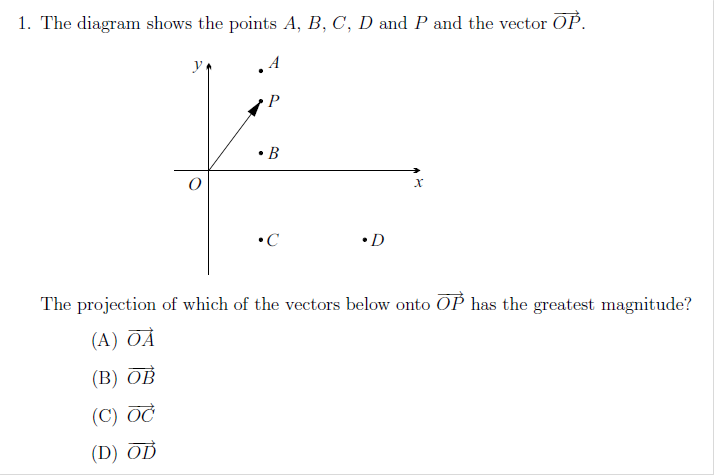 1. The diagram shows the points A, B, C, D and P and the vector \overrightarrow{OP}.
y
A
P
B
O
x
C
D
The projection of which of the vectors below onto \overrightarrow{OP} has the greatest magnitude?
(A) \overrightarrow{OA}
(B) \overrightarrow{OB}
(C) \overrightarrow{OC}
(D) \overrightarrow{OD}